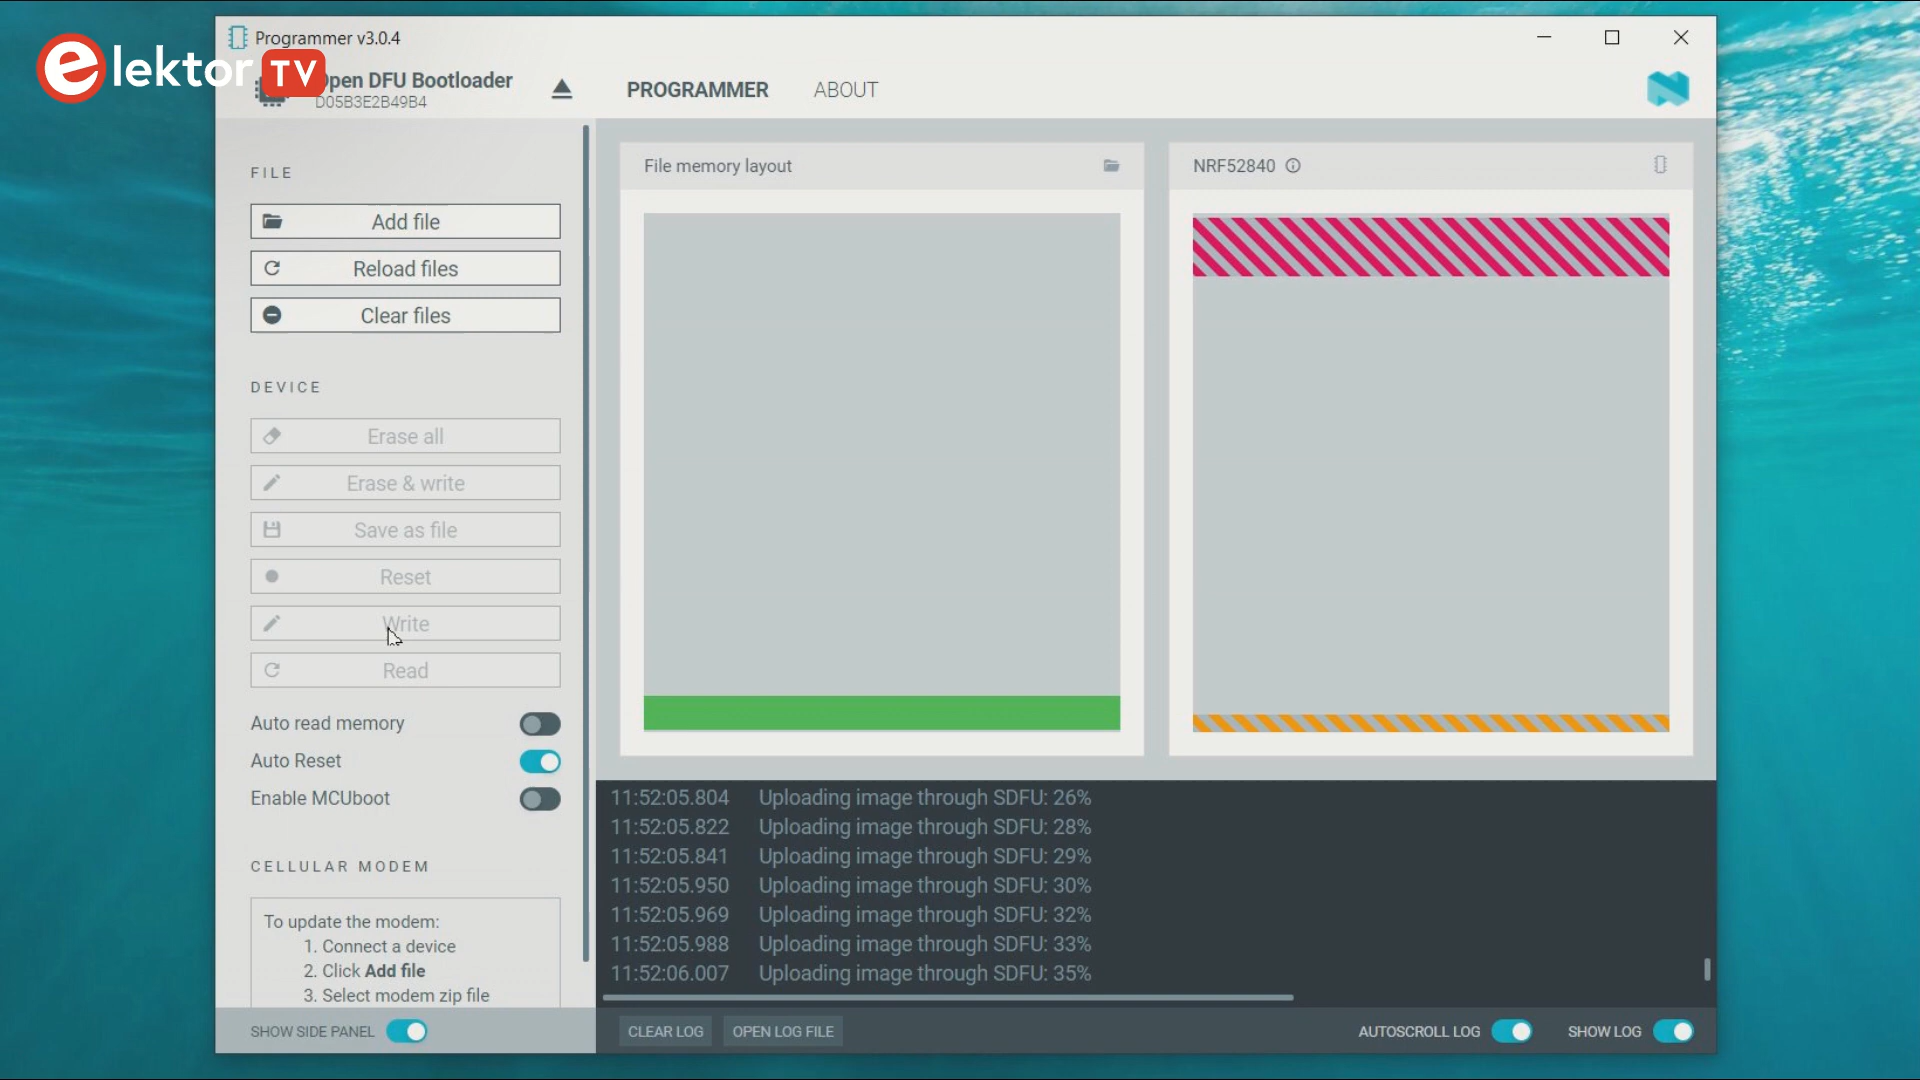 Programmer v3.0.4
elektor TV
pen DFU Bootloader
D05B3E2B49B4
PROGRAMMER
ABOUT
FILE
Add file
Reload files
Clear files
DEVICE
Erase all
Erase & write
Save as file
Reset
Write
Read
Auto read memory
Auto Reset
Enable MCUboot
CELLULAR MODEM
To update the modem:
1. Connect a device
2. Click Add file
3. Select modem zip file
SHOW SIDE PANEL
File memory layout
NRF52840
11:52:05.804 Uploading image through SDFU: 26%
11:52:05.822 Uploading image through SDFU: 28%
11:52:05.841 Uploading image through SDFU: 29%
11:52:05.950 Uploading image through SDFU: 30%
11:52:05.969 Uploading image through SDFU: 32%
11:52:05.988 Uploading image through SDFU: 33%
11:52:06.007 Uploading image through SDFU: 35%
CLEAR LOG
OPEN LOG FILE
AUTOSCROLL LOG
SHOW LOG